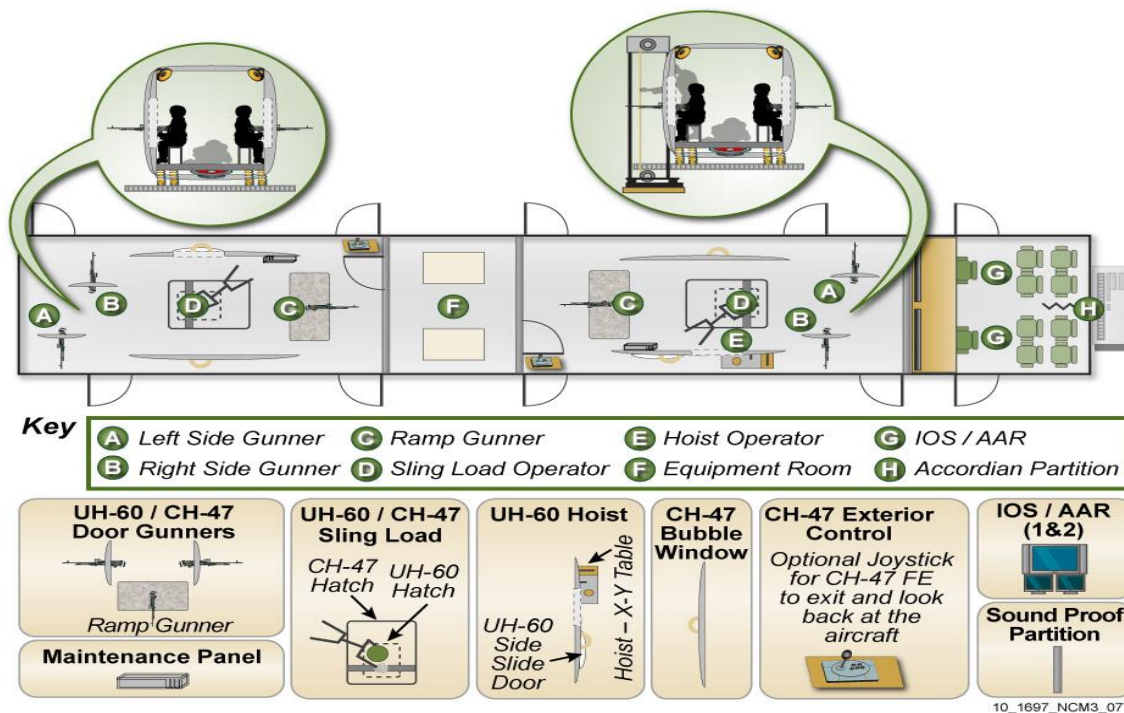 A
B
D
C
F
C
D
E
A
B
G
G
H
Key
A Left Side Gunner
C Ramp Gunner
E Hoist Operator
G IOS / AAR
B Right Side Gunner
D Sling Load Operator
F Equipment Room
H Accordian Partition
UH-60 / CH-47
Door Gunners
Ramp Gunner
Maintenance Panel
UH-60 / CH-47
Sling Load
CH-47
Hatch
UH-60
Hatch
UH-60 Hoist
UH-60
Side
Slide
Door
Hoist – X-Y Table
CH-47
Bubble
Window
CH-47 Exterior
Control
Optional Joystick
for CH-47 FE
to exit and look
back at the
aircraft
IOS / AAR
(1&2)
Sound Proof
Partition
10_1697_NCM3_07